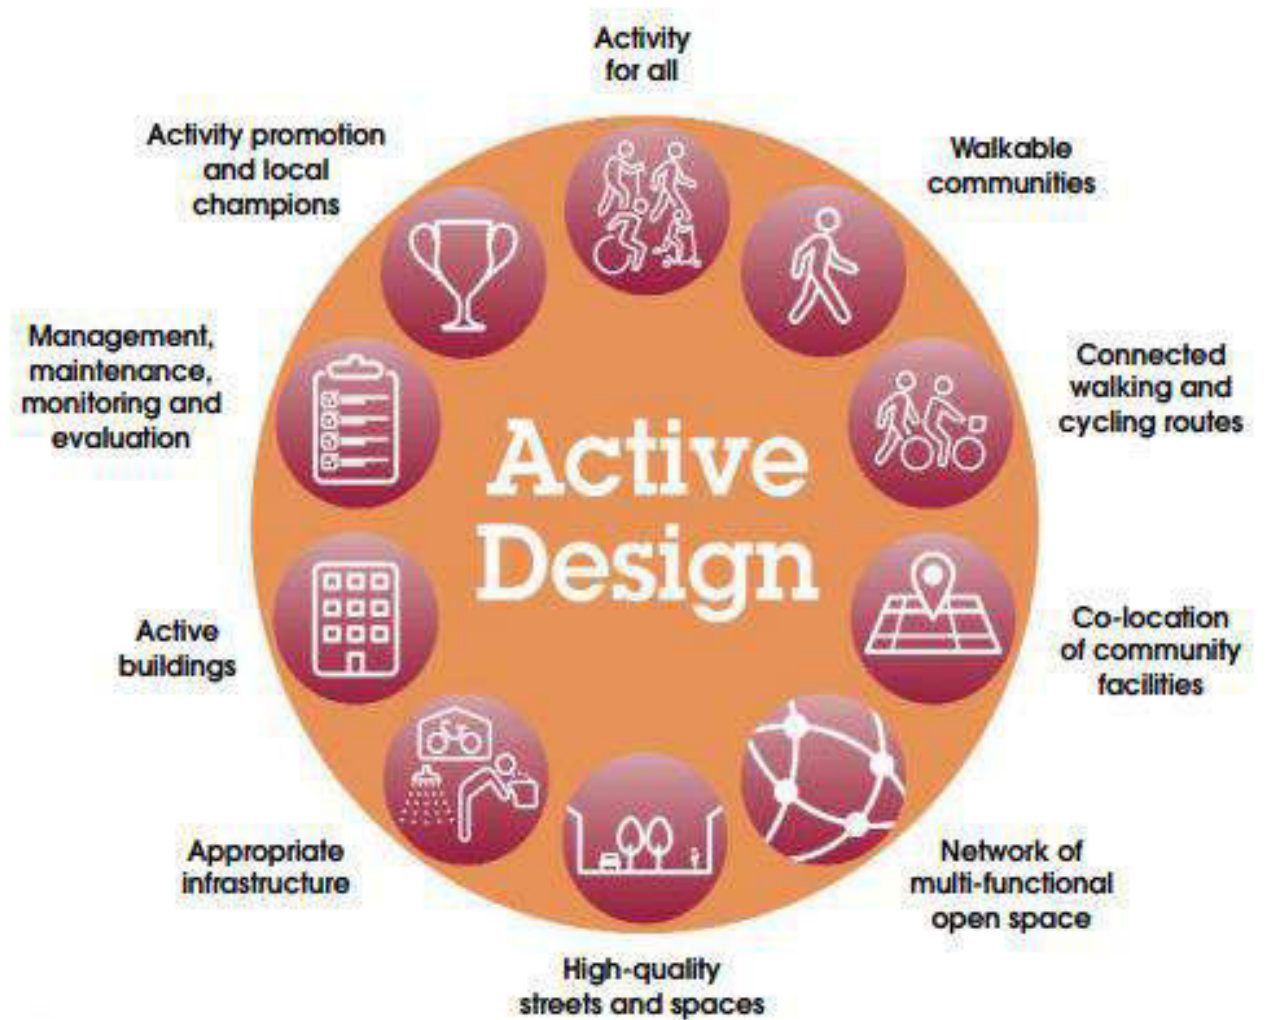 Activity
for all
Walkable
communities
Connected
walking and
cycling routes
Co-location
of community
facilities
Network of
multi-functional
open space
High-quality
streets and spaces
Appropriate
infrastructure
Active
buildings
Management,
maintenance,
monitoring and
evaluation
Activity promotion
and local
champions
Active
Design